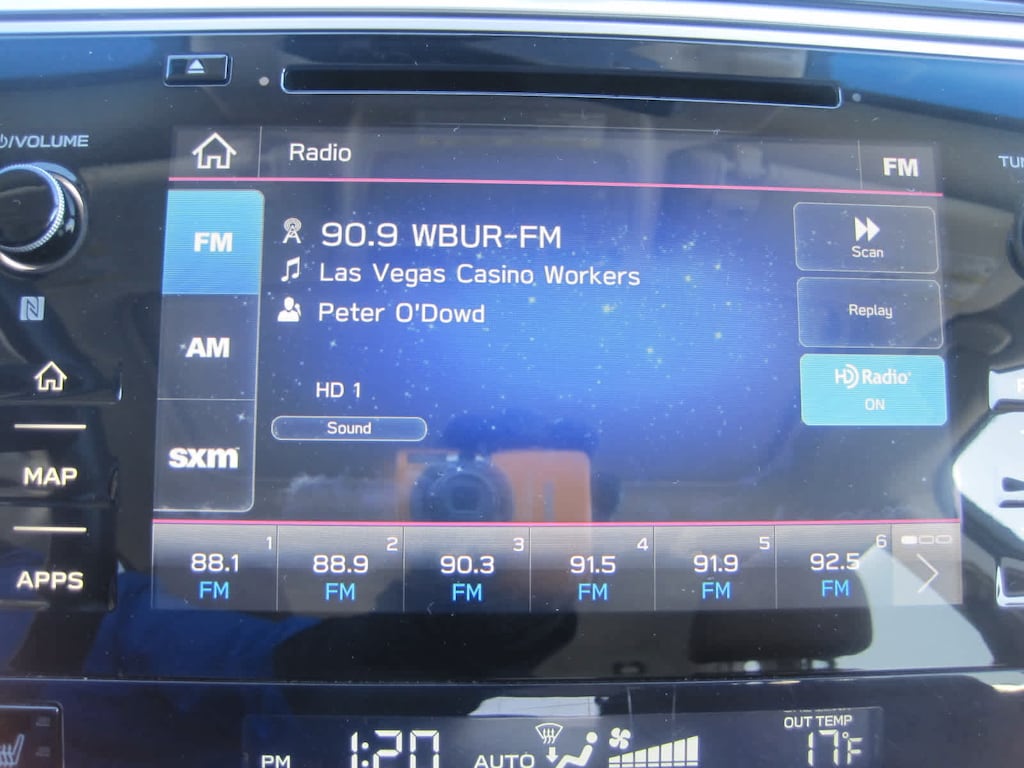 ⏻/VOLUME
Radio
FM
FM
90.9 WBUR-FM
Las Vegas Casino Workers
Peter O'Dowd
Scan
Replay
AM
HD Radio
ON
HD 1
Sound
sxm
MAP
APPS
1 2 3 4 5 6
88.1 88.9 90.3 91.5 91.9 92.5
FM FM FM FM FM FM
PM 1:20 AUTO
OUT TEMP
17°F